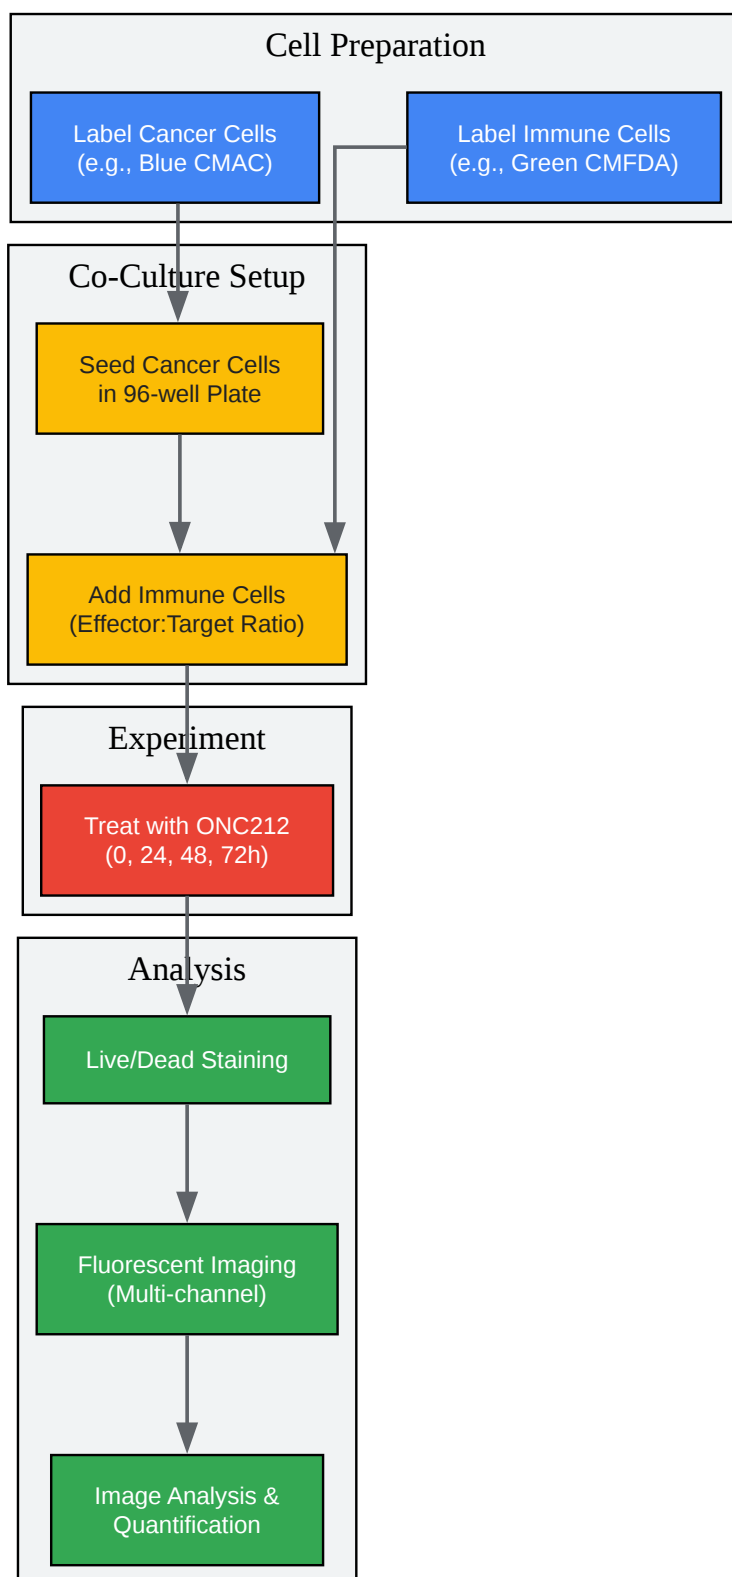 Cell Preparation
Label Cancer Cells
(e.g., Blue CMAC)
Label Immune Cells
(e.g., Green CMFDA)
Co-Culture Setup
Seed Cancer Cells
in 96-well Plate
Add Immune Cells
(Effector:Target Ratio)
Experiment
Treat with ONC212
(0, 24, 48, 72h)
Analysis
Live/Dead Staining
Fluorescent Imaging
(Multi-channel)
Image Analysis &
Quantification